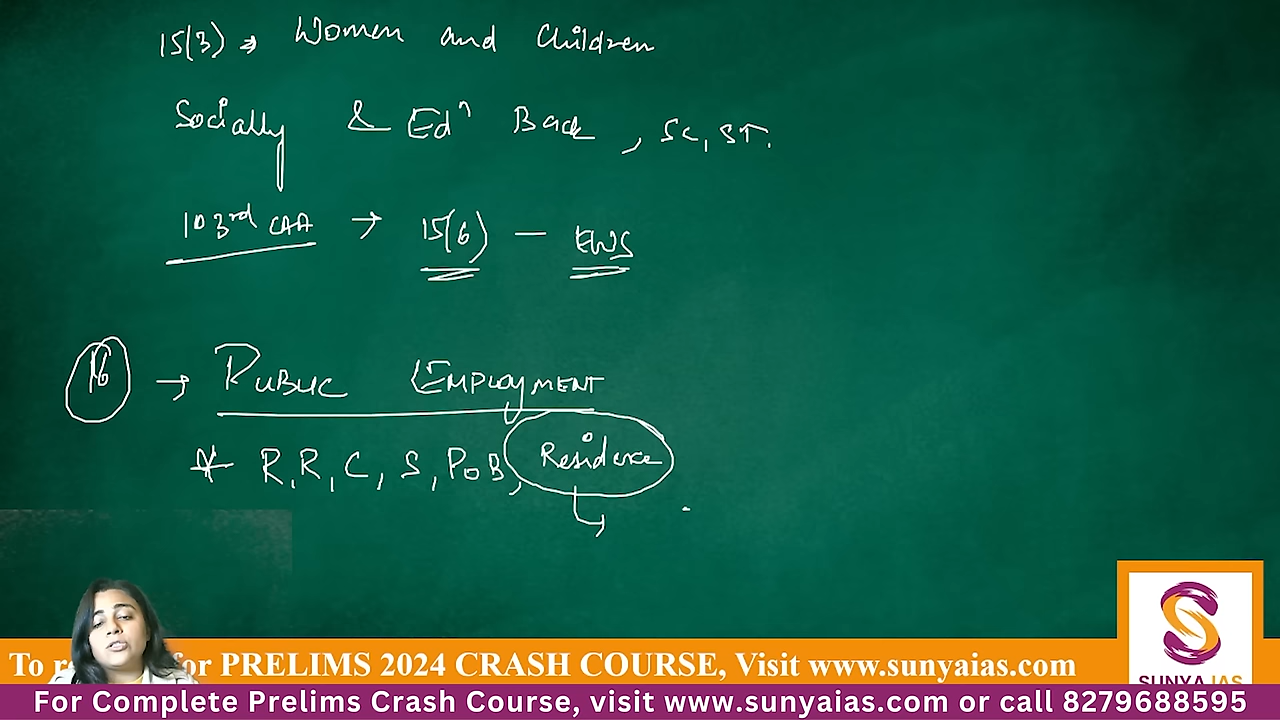 15(3) → Women and Children
Socially & Edⁿ Back, SC, ST.
103rd CAA → 15(6) – EWS
16 → PUBLIC EMPLOYMENT
* R, R, C, S, PoB, Residence
To re for PRELIMS 2024 CRASH COURSE, Visit www.sunyaias.com
SUNYA IAS
For Complete Prelims Crash Course, visit www.sunyaias.com or call 8279688595